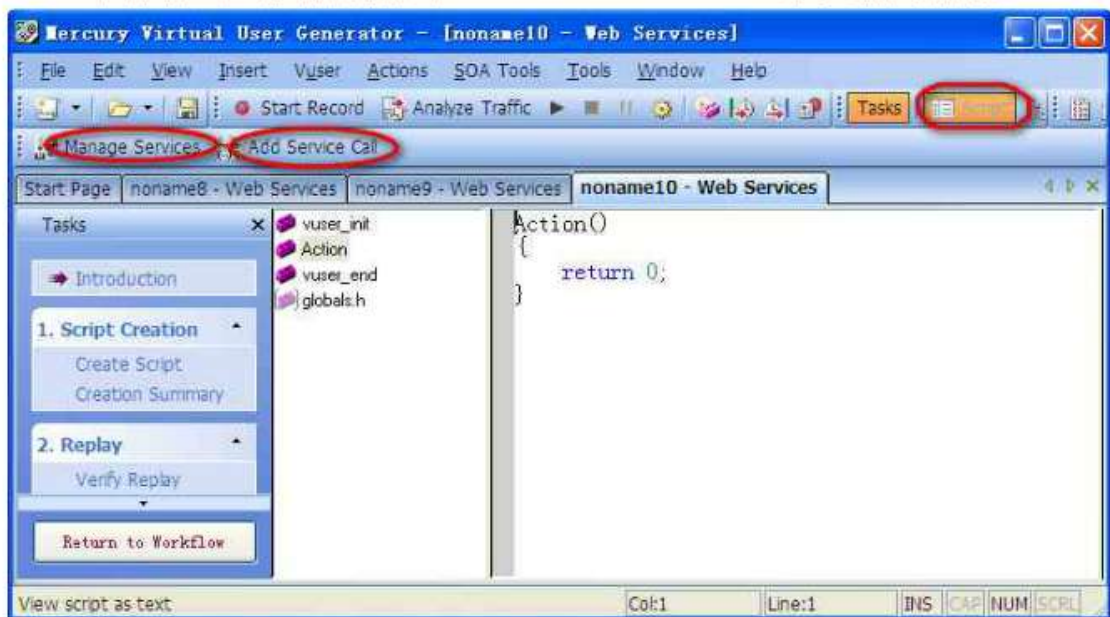 Mercury Virtual User Generator - [noname10 - Web Services]
File Edit View Insert Vuser Actions SOA Tools Tools Window Help
Start Record Analyze Traffic Tasks Script
Manage Services Add Service Call
Start Page noname8 - Web Services noname9 - Web Services noname10 - Web Services
Tasks
Introduction
1. Script Creation
Create Script
Creation Summary
2. Replay
Verify Replay
Return to Workflow
vuser_init
Action
vuser_end
globals.h
Action()
{
return 0;
}
View script as text Col:1 Line:1 INS CAP NUM SCRL